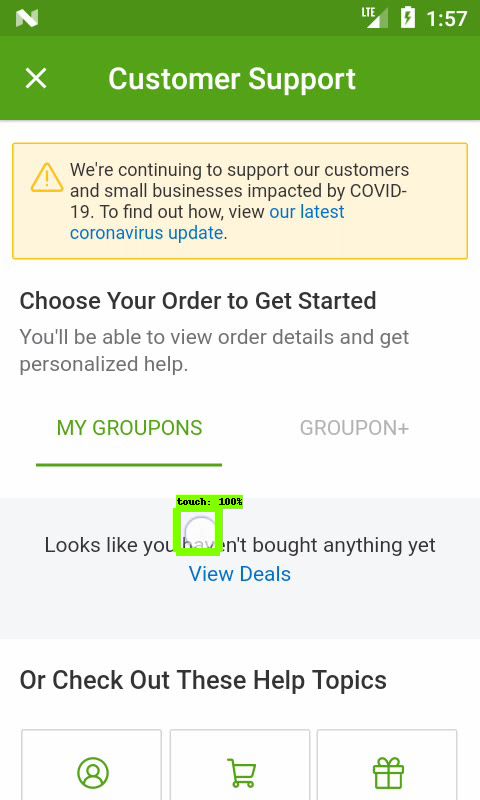 LTE 1:57
Customer Support
We're continuing to support our customers
and small businesses impacted by COVID-
19. To find out how, view our latest
coronavirus update.
Choose Your Order to Get Started
You'll be able to view order details and get
personalized help.
MY GROUPONS GROUPON+
touch: 100%
Looks like you haven't bought anything yet
View Deals
Or Check Out These Help Topics